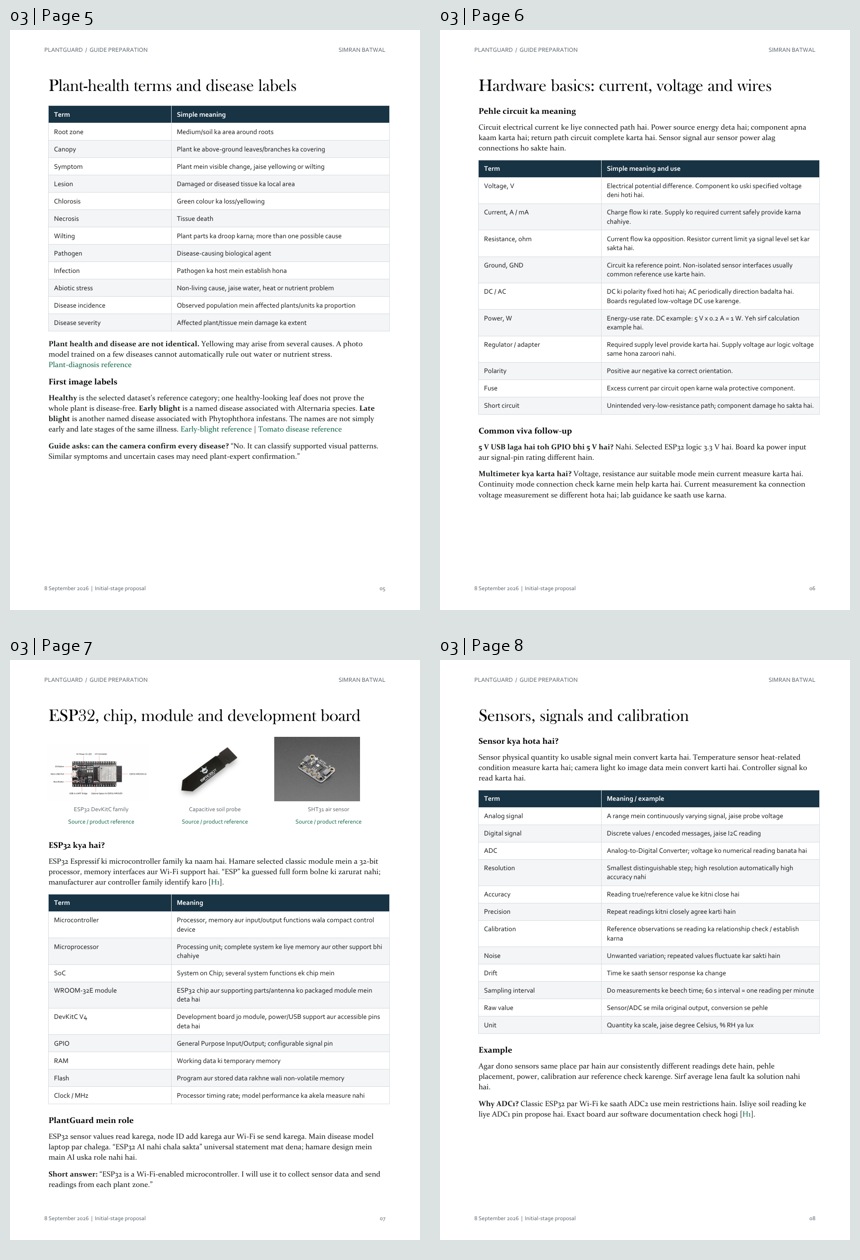 03 | Page 5
PLANTGUARD / GUIDE PREPARATION
SIMRAN BATWAL
Plant-health terms and disease labels
Term Simple meaning
Root zone Medium/soil ka area around roots
Canopy Plant ke above-ground leaves/branches ka covering
Symptom Plant mein visible change, jaise yellowing or wilting
Lesion Damaged or diseased tissue ka local area
Chlorosis Green colour ka loss/yellowing
Necrosis Tissue death
Wilting Plant parts ka droop karna; more than one possible cause
Pathogen Disease-causing biological agent
Infection Pathogen ka host mein establish hona
Abiotic stress Non-living cause, jaise water, heat or nutrient problem
Disease incidence Observed population mein affected plants/units ka proportion
Disease severity Affected plant/tissue mein damage ka extent
Plant health and disease are not identical. Yellowing may arise from several causes. A photo
model trained on a few diseases cannot automatically rule out water or nutrient stress.
Plant-diagnosis reference
First image labels
Healthy is the selected dataset's reference category; one healthy-looking leaf does not prove the
whole plant is disease-free. Early blight is a named disease associated with Alternaria species. Late
blight is another named disease associated with Phytophthora infestans. The names are not simply
early and late stages of the same illness. Early-blight reference | Tomato disease reference
Guide asks: can the camera confirm every disease? “No. It can classify supported visual patterns.
Similar symptoms and uncertain cases may need plant-expert confirmation.”
8 September 2026 | Initial-stage proposal
05
03 | Page 6
PLANTGUARD / GUIDE PREPARATION
SIMRAN BATWAL
Hardware basics: current, voltage and wires
Pehle circuit ka meaning
Circuit electrical current ke liye connected path hai. Power source energy deta hai; component apna
kaam karta hai; return path circuit complete karta hai. Sensor signal aur sensor power alag
connections ho sakte hain.
Term Simple meaning and use
Voltage, V Electrical potential difference. Component ko uski specified voltage
deni hoti hai.
Current, A / mA Charge flow ki rate. Supply ko required current safely provide karna
chahiye.
Resistance, ohm Current flow ka opposition. Resistor current limit ya signal level set kar
sakta hai.
Ground, GND Circuit ka reference point. Non-isolated sensor interfaces usually
common reference use karte hain.
DC / AC DC ki polarity fixed hoti hai; AC periodically direction badalta hai.
Boards regulated low-voltage DC use karenge.
Power, W Energy-use rate. DC example: 5 V x 0.2 A = 1 W. Yeh sirf calculation
example hai.
Regulator / adapter Required supply level provide karta hai. Supply voltage aur logic voltage
same hona zaroori nahi.
Polarity Positive aur negative ka correct orientation.
Fuse Excess current par circuit open karne wala protective component.
Short circuit Unintended very-low-resistance path; component damage ho sakta hai.
Common viva follow-up
5 V USB laga hai toh GPIO bhi 5 V hai? Nahi. Selected ESP32 logic 3.3 V hai. Board ka power input
aur signal-pin rating different hain.
Multimeter kya karta hai? Voltage, resistance aur suitable mode mein current measure karta hai.
Continuity mode connection check karne mein help karta hai. Current measurement ka connection
voltage measurement se different hota hai; lab guidance ke saath use karna.
8 September 2026 | Initial-stage proposal
06
03 | Page 7
PLANTGUARD / GUIDE PREPARATION
SIMRAN BATWAL
ESP32, chip, module and development board
ESP32 DevKitC family
Capacitive soil probe
SHT31 air sensor
Source / product reference
Source / product reference
Source / product reference
ESP32 kya hai?
ESP32 Espressif ki microcontroller family ka naam hai. Hamare selected classic module mein a 32-bit
processor, memory interfaces aur Wi-Fi support hai. “ESP” ka guessed full form bolne ki zarurat nahi;
manufacturer aur controller family identify karo [H1].
Term Meaning
Microcontroller Processor, memory aur input/output functions wala compact control
device
Microprocessor Processing unit; complete system ke liye memory aur other support bhi
chahiye
SoC System on Chip; several system functions ek chip mein
WROOM-32E module ESP32 chip aur supporting parts/antenna ko packaged module mein
deta hai
DevKitC V4 Development board jo module, power/USB support aur accessible pins
deta hai
GPIO General Purpose Input/Output; configurable signal pin
RAM Working data ki temporary memory
Flash Program aur stored data rakhne wali non-volatile memory
Clock / MHz Processor timing rate; model performance ka akela measure nahi
PlantGuard mein role
ESP32 sensor values read karega, node ID add karega aur Wi-Fi se send karega. Main disease model
laptop par chalega. “ESP32 AI nahi chala sakta” universal statement mat dena; hamare design mein
main AI uska role nahi hai.
Short answer: “ESP32 is a Wi-Fi-enabled microcontroller. I will use it to collect sensor data and send
readings from each plant zone.”
8 September 2026 | Initial-stage proposal
07
03 | Page 8
PLANTGUARD / GUIDE PREPARATION
SIMRAN BATWAL
Sensors, signals and calibration
Sensor kya hota hai?
Sensor physical quantity ko usable signal mein convert karta hai. Temperature sensor heat-related
condition measure karta hai; camera light ko image data mein convert karti hai. Controller signal ko
read karta hai.
Term Meaning / example
Analog signal A range mein continuously varying signal, jaise probe voltage
Digital signal Discrete values / encoded messages, jaise I2C reading
ADC Analog-to-Digital Converter; voltage ko numerical reading banata hai
Resolution Smallest distinguishable step; high resolution automatically high
accuracy nahi
Accuracy Reading true/reference value ke kitni close hai
Precision Repeat readings kitni closely agree karti hain
Calibration Reference observations se reading ka relationship check / establish
karna
Noise Unwanted variation; repeated values fluctuate kar sakti hain
Drift Time ke saath sensor response ka change
Sampling interval Do measurements ke beech time; 60 s interval = one reading per minute
Raw value Sensor/ADC se mila original output, conversion se pehle
Unit Quantity ka scale, jaise degree Celsius, % RH ya lux
Example
Agar dono sensors same place par hain aur consistently different readings dete hain, pehle
placement, power, calibration aur reference check karenge. Sirf average lena fault ka solution nahi
hai.
Why ADC1? Classic ESP32 par Wi-Fi ke saath ADC2 use mein restrictions hain. Isliye soil reading ke
liye ADC1 pin propose hai. Exact board aur software documentation check hogi [H1].
8 September 2026 | Initial-stage proposal
08